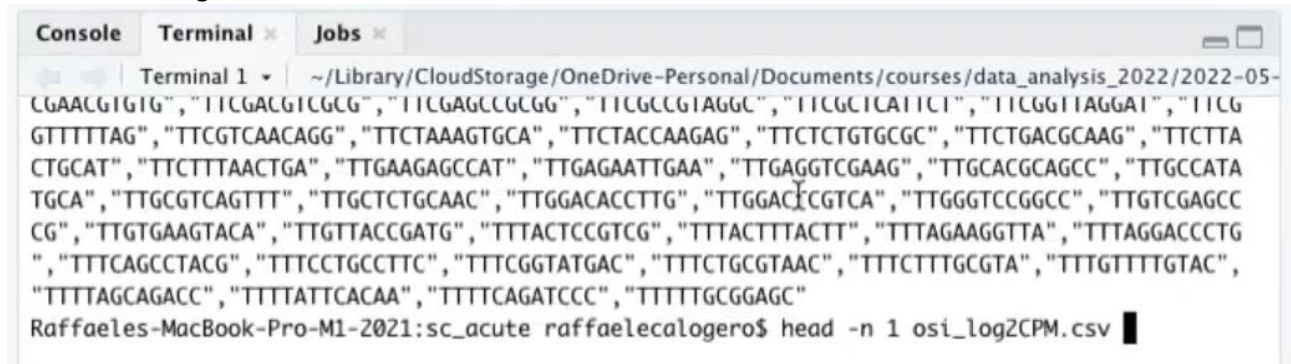 Console Terminal × Jobs ×
Terminal 1 ~/Library/CloudStorage/OneDrive-Personal/Documents/courses/data_analysis_2022/2022-05-
CGAACGTGTG","TTCGACGTCGCG","TTCGAGCCGCGG","TTCGCCGTAGGC","TTCGCTCATTCT","TTCGGTTAGGAT","TTCG
GTTTTTAG","TTCGTCAACAGG","TTCTAAAGTGCA","TTCTACCAAGAG","TTCTCTGTGCGC","TTCTGACGCAAG","TTCTTA
CTGCAT","TTCTTTAACTGA","TTGAAGAGCCAT","TTGAGAATTGAA","TTGAGGTCGAAG","TTGCACGCAGCC","TTGCCATA
TGCA","TTGCGTCAGTTT","TTGCTCTGCAAC","TTGGACACCTTG","TTGGGTCCGGCC","TTGTCGAGCC
CG","TTGTGAAGTACA","TTGTTACCGATG","TTTACTCCGTCG","TTTACTTTACTT","TTTAGAAGGTTA","TTTAGGACCCTG
","TTTCAGCCTACG","TTTCCTGCCTTC","TTTCGGTATGAC","TTTCTGCGTAAC","TTTCTTTGCGTA","TTTGTTTTGTAC",
"TTTTAGCAGACC","TTTTATTCACAA","TTTTCAGATCCC","TTTTTGCGGAGC"
Raffaeles-MacBook-Pro-M1-2021:sc_acute raffaelecalogero$ head -n 1 osi_log2CPM.csv